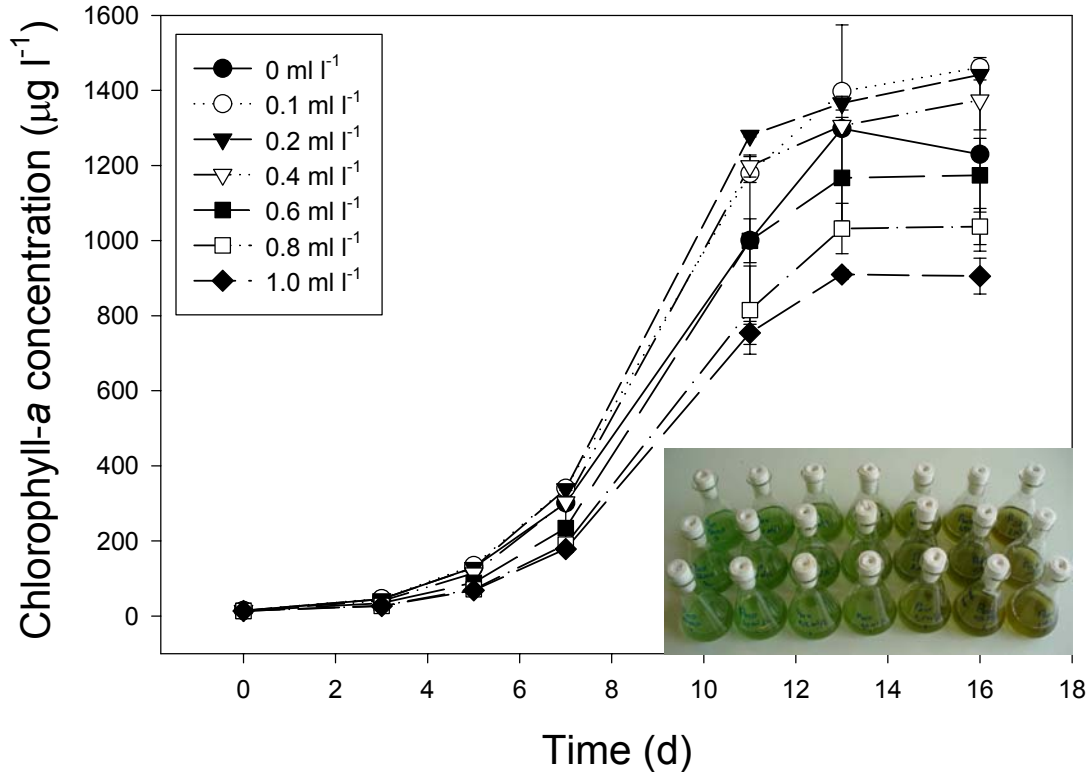 Chlorophyll-a concentration (µg l⁻¹)
1600
1400
1200
1000
800
600
400
200
0
0 ml l⁻¹
0.1 ml l⁻¹
0.2 ml l⁻¹
0.4 ml l⁻¹
0.6 ml l⁻¹
0.8 ml l⁻¹
1.0 ml l⁻¹
0 2 4 6 8 10 12 14 16 18
Time (d)